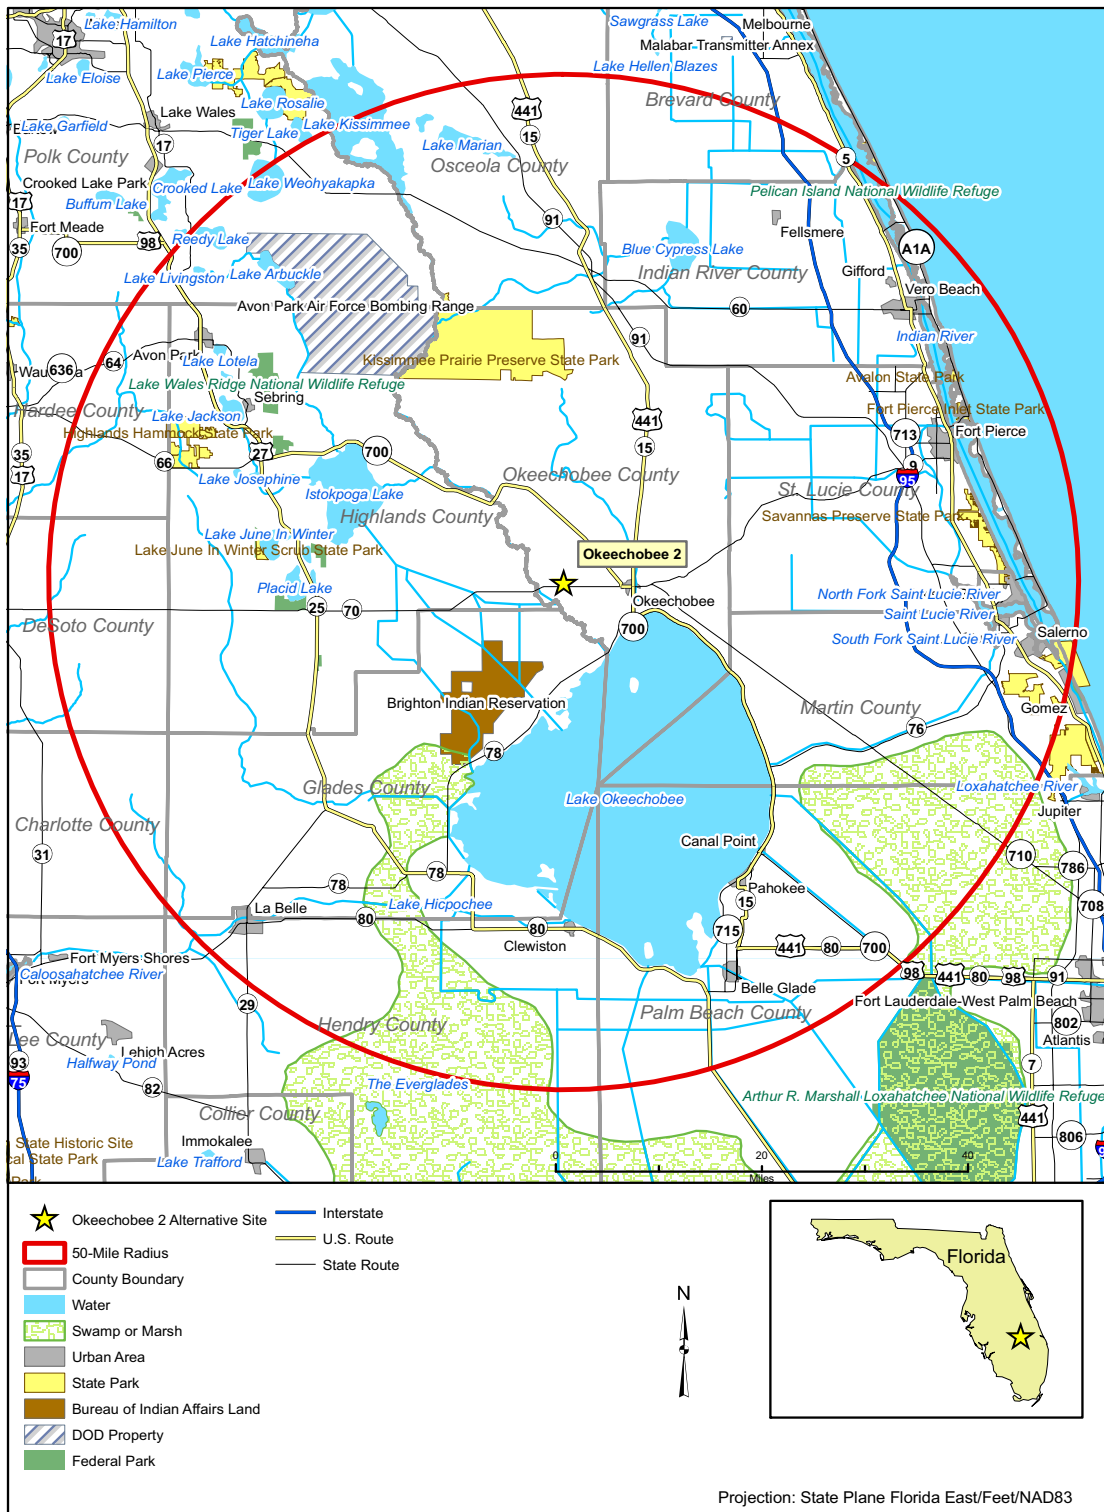 Lake Hamilton
Sawgrass Lake
Melbourne
17
Lake Hatchineha
Malabar Transmitter Annex
Lake Eloise
Lake Pierce
Lake Hellen Blazes
Lake Rosalie
441
Brevard County
Lake Wales
Lake Garfield
Tiger Lake
Lake Kissimmee
15
Lake Marian
17
Polk County
Osceola County
5
Crooked Lake Park
Crooked Lake
Lake Weohyakapka
Pelican Island National Wildlife Refuge
17
Buffum Lake
Fort Meade
91
Fellsmere
35
700
98
Reedy Lake
Blue Cypress Lake
A1A
Lake Livingston
Lake Arbuckle
Indian River County
Gifford
Vero Beach
Avon Park Air Force Bombing Range
60
91
Indian River
Avon Park
Lake Lotela
64
636
Kissimmee Prairie Preserve State Park
Avalon State Park
Lake Wales Ridge National Wildlife Refuge
Hardee County
Sebring
Lake Jackson
441
Fort Pierce Inlet State Park
Highlands Hammock State Park
713
Fort Pierce
35
66
27
700
15
17
Lake Josephine
Okeechobee County
9
95
Istokpoga Lake
St. Lucie County
Highlands County
Savannas Preserve State Park
Lake June In Winter
Lake June In Winter Scrub State Park
Okeechobee 2
Placid Lake
Okeechobee
North Fork Saint Lucie River
25
70
Saint Lucie River
DeSoto County
700
South Fork Saint Lucie River
Salerno
Brighton Indian Reservation
Martin County
Gomez
76
78
Glades County
Lake Okeechobee
Loxahatchee River
Jupiter
Charlotte County
Canal Point
31
710
786
78
78
Pahokee
La Belle
Lake Hicpochee
15
708
80
80
715
Clewiston
441
80
700
Fort Myers Shores
98
441
80
98
91
Caloosahatchee River
Fort Myers
Belle Glade
Fort Lauderdale-West Palm Beach
29
Hendry County
Palm Beach County
802
Lee County
Atlantis
Lehigh Acres
93
Halfway Pond
7
75
82
The Everglades
Arthur R. Marshall Loxahatchee National Wildlife Refuge
Collier County
441
806
State Historic Site
Immokalee
cal State Park
Lake Trafford
0
20
40
Park
Miles
Okeechobee 2 Alternative Site
50-Mile Radius
County Boundary
Water
Swamp or Marsh
Urban Area
State Park
Bureau of Indian Affairs Land
DOD Property
Federal Park
Interstate
U.S. Route
State Route
N
Florida
Projection: State Plane Florida East/Feet/NAD83